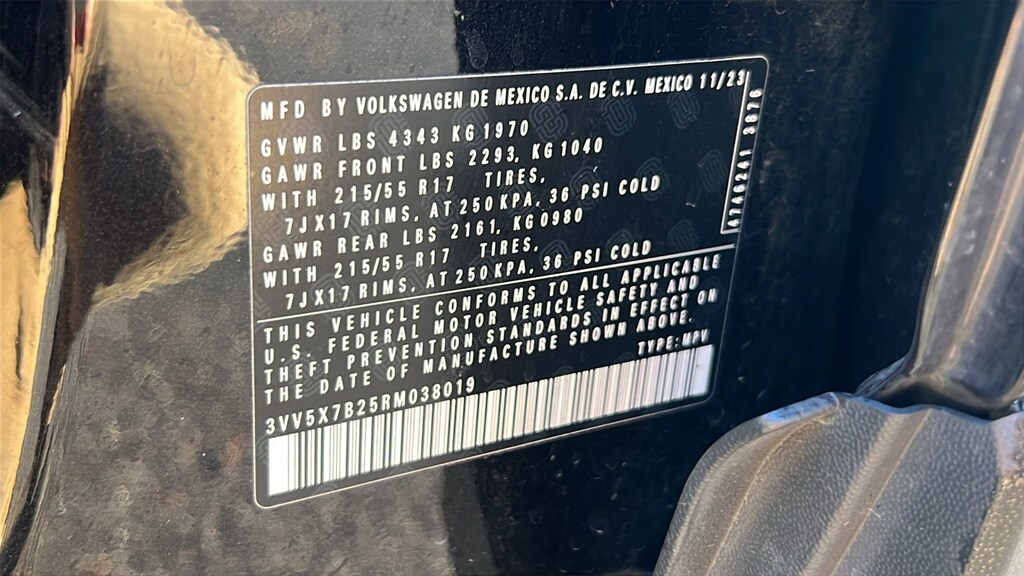 MFD BY VOLKSWAGEN DE MEXICO S.A. DE C.V. MEXICO 11/23
GVWR LBS 4343 KG 1970
GAWR FRONT LBS 2293, KG 1040
WITH 215/55 R17 TIRES,
7JX17 RIMS, AT 250 KPA, 36 PSI COLD
GAWR REAR LBS 2161, KG 0980
WITH 215/55 R17 TIRES,
7JX17 RIMS, AT 250 KPA, 36 PSI COLD
THIS VEHICLE CONFORMS TO ALL APPLICABLE
U.S. FEDERAL MOTOR VEHICLE SAFETY AND
THEFT PREVENTION STANDARDS IN EFFECT ON
THE DATE OF MANUFACTURE SHOWN ABOVE.
TYPE: MPV
3VV5X7B25RM038019